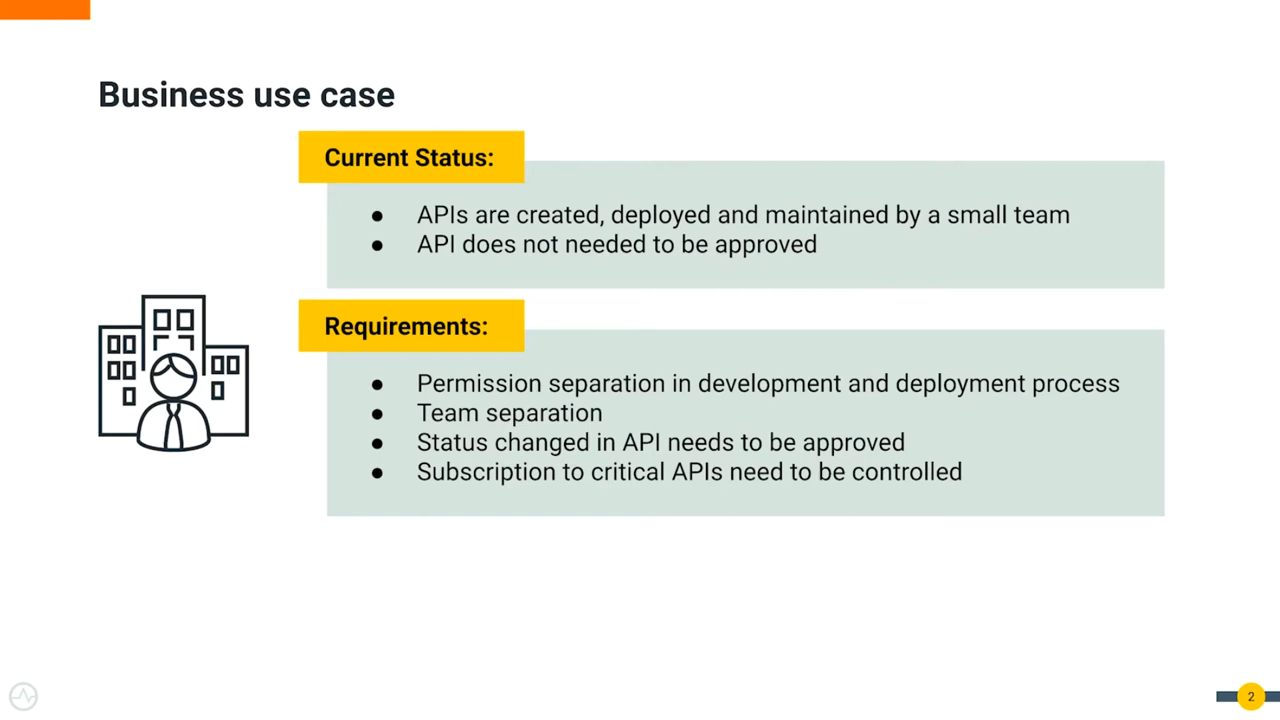 Business use case
Current Status:
● APIs are created, deployed and maintained by a small team
● API does not needed to be approved
Requirements:
● Permission separation in development and deployment process
● Team separation
● Status changed in API needs to be approved
● Subscription to critical APIs need to be controlled
2